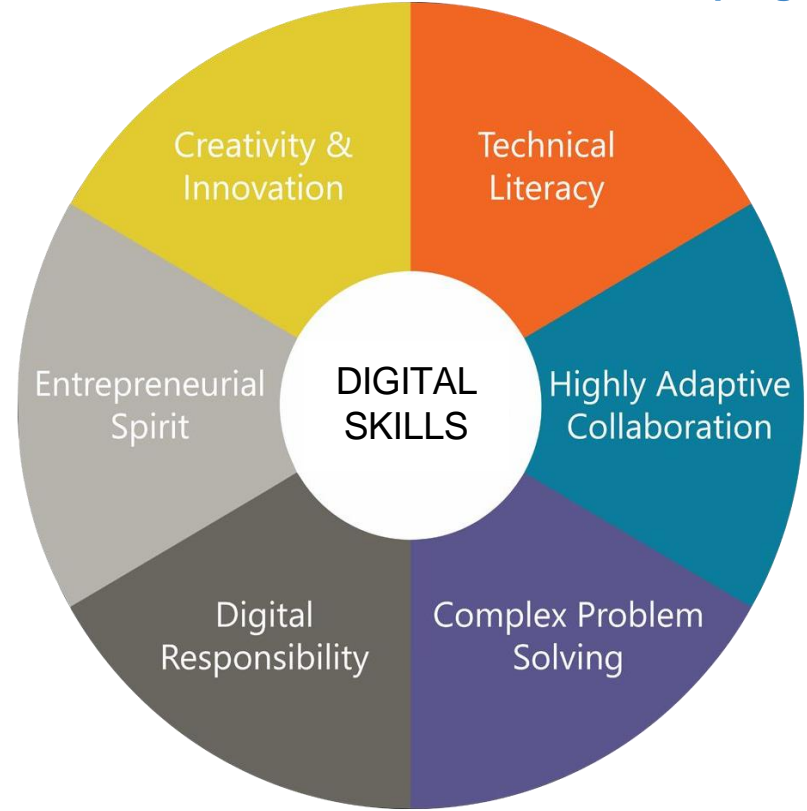 Creativity &
Innovation
Technical
Literacy
Entrepreneurial
Spirit
DIGITAL
SKILLS
Highly Adaptive
Collaboration
Digital
Responsibility
Complex Problem
Solving